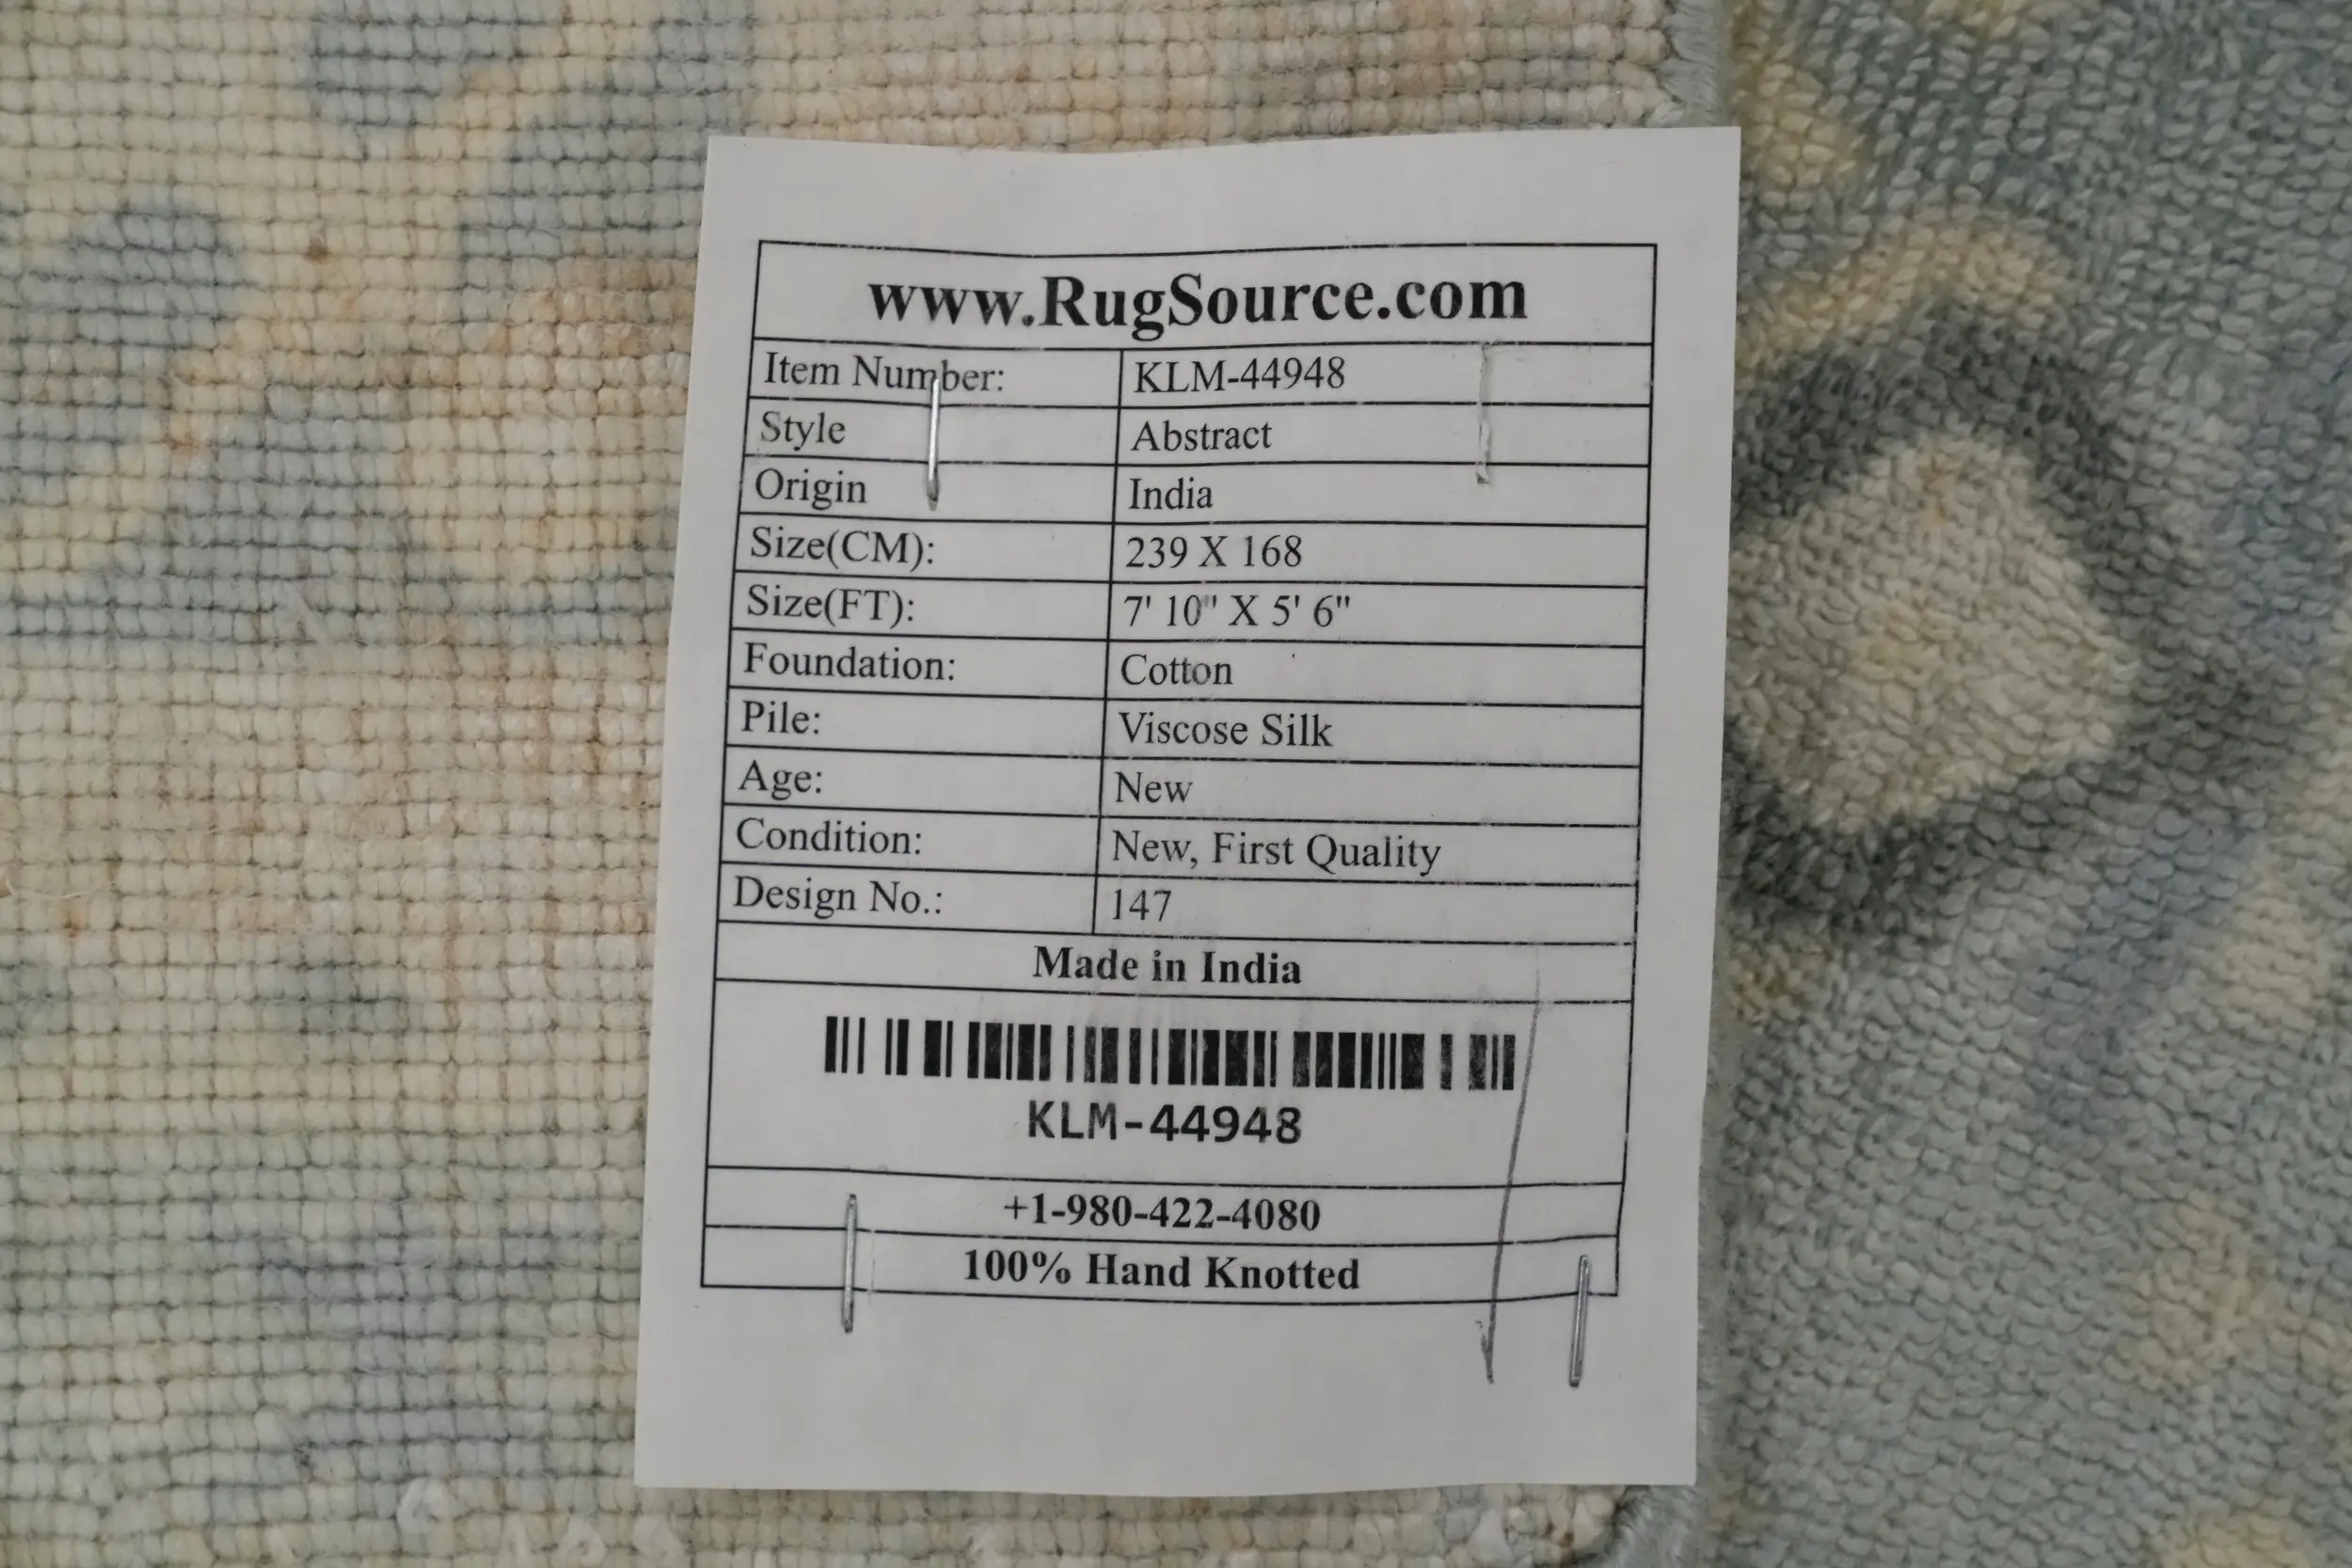 www.RugSource.com
Item Number: KLM-44948
Style Abstract
Origin India
Size(CM): 239 X 168
Size(FT): 7' 10" X 5' 6"
Foundation: Cotton
Pile: Viscose Silk
Age: New
Condition: New, First Quality
Design No.: 147
Made in India
KLM-44948
+1-980-422-4080
100% Hand Knotted